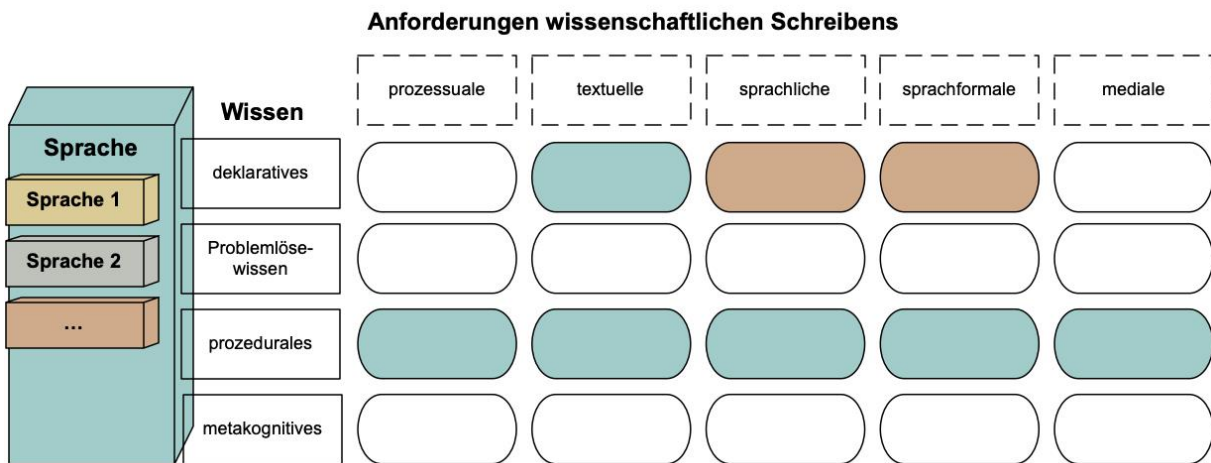 Anforderungen wissenschaftlichen Schreibens
prozessuale
textuelle
sprachliche
sprachformale
mediale
Wissen
Sprache
Sprache 1
Sprache 2
...
deklaratives
Problemlöse-
wissen
prozedurales
metakognitives